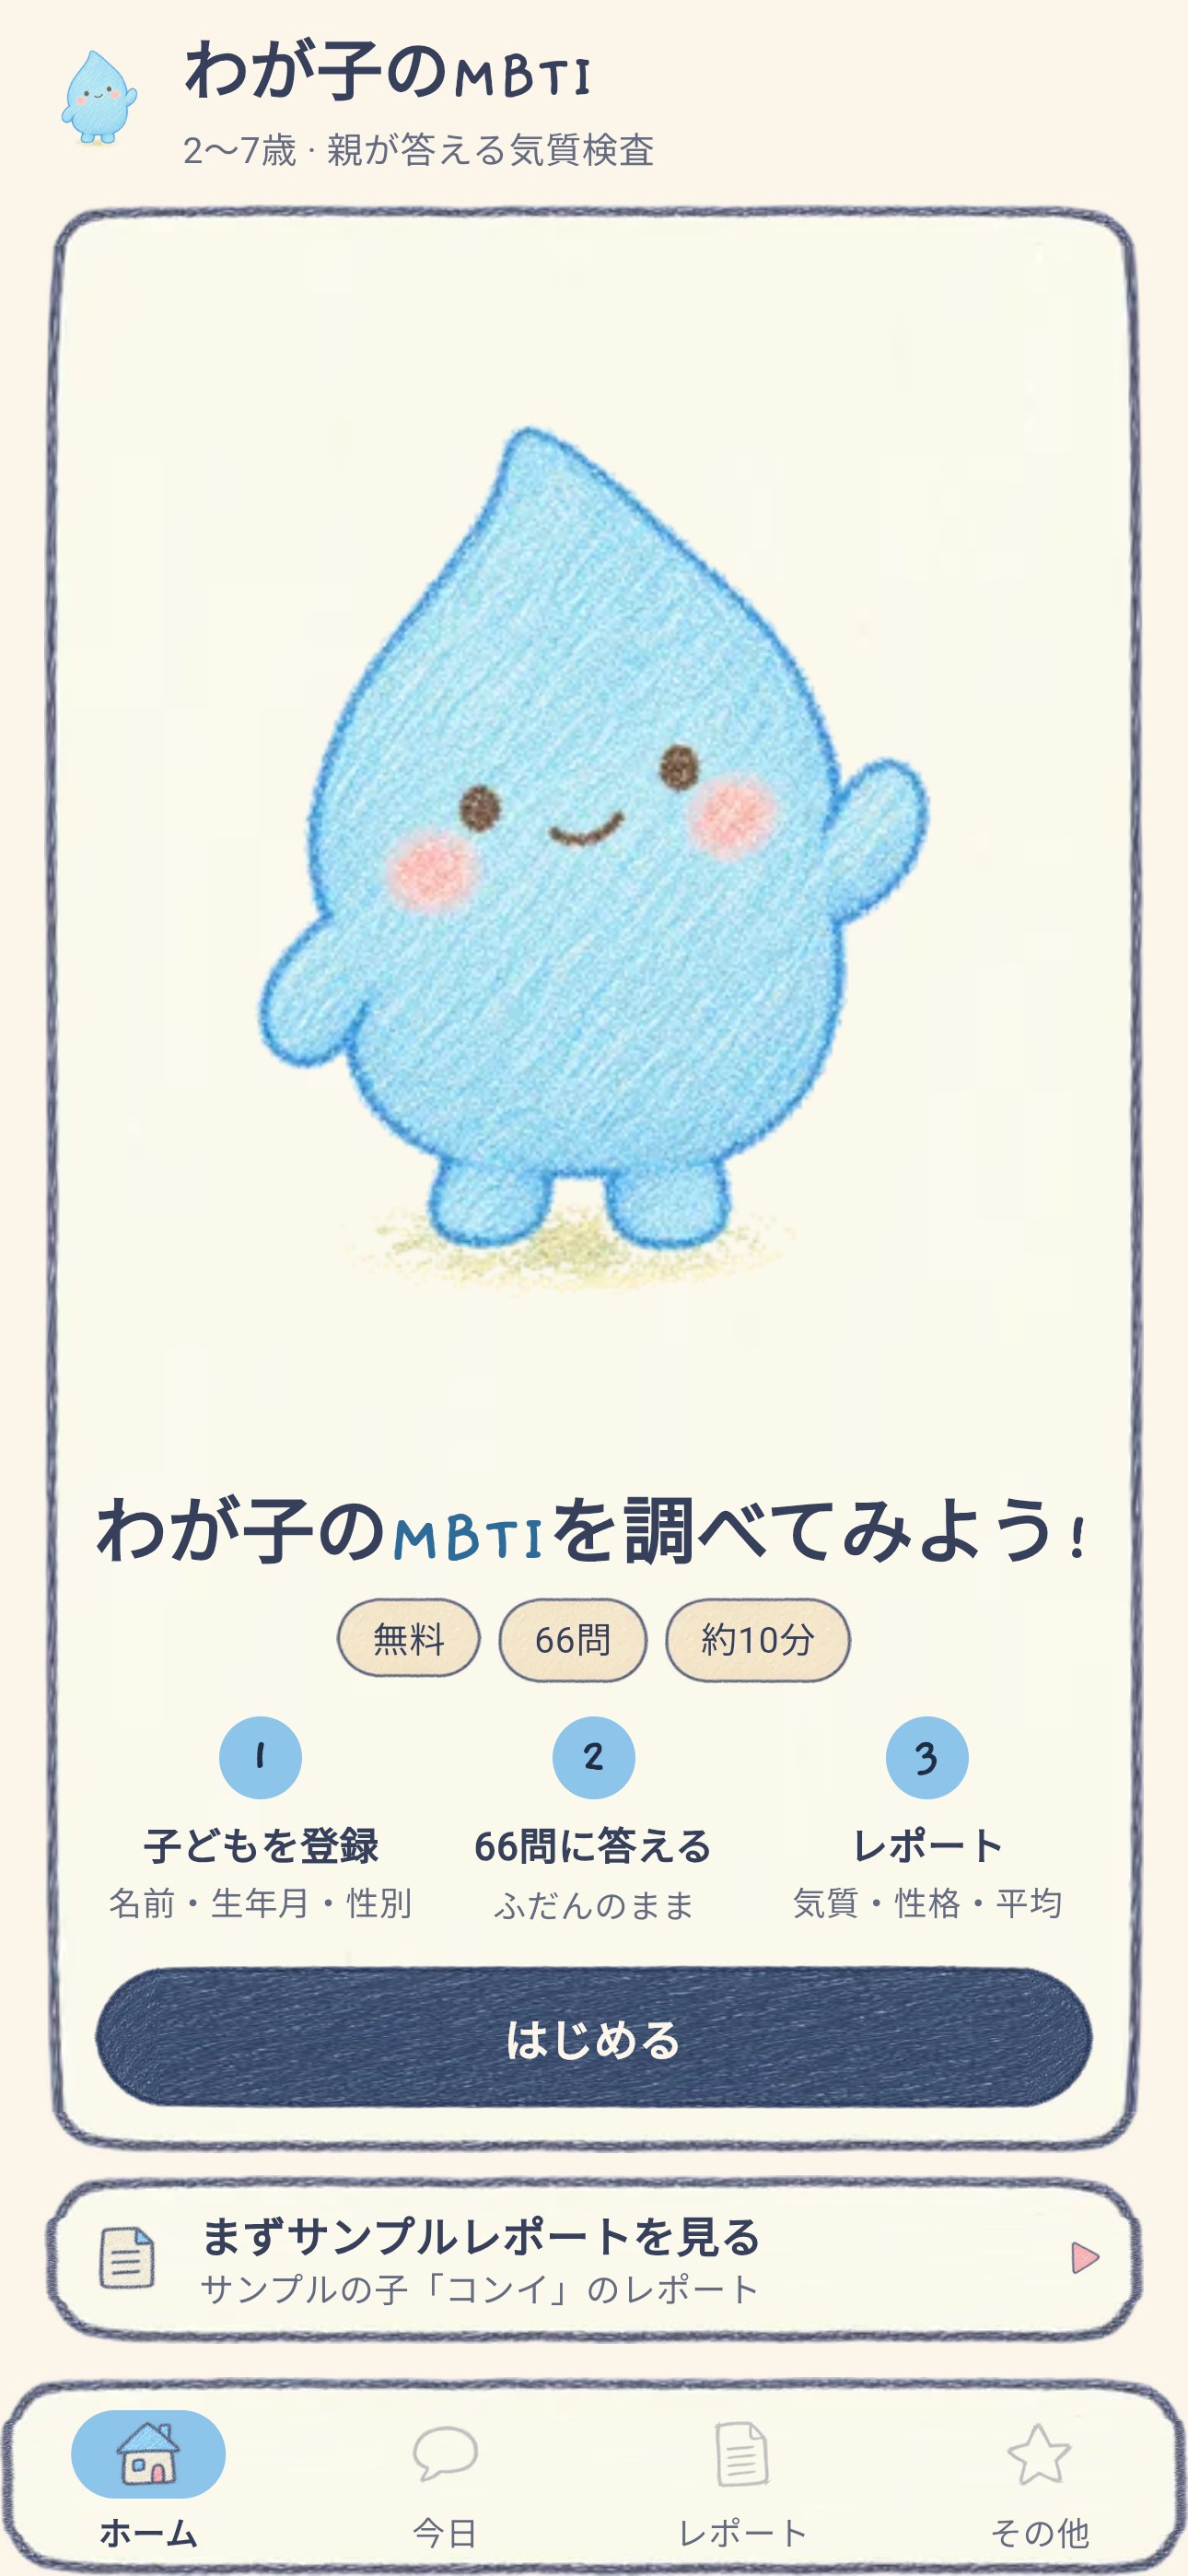 わが子のMBTI
2〜7歳 · 親が答える気質検査
わが子のMBTIを調べてみよう!
無料 66問 約10分
1 2 3
子どもを登録 66問に答える レポート
名前・生年月・性別 ふだんのまま 気質・性格・平均
はじめる
まずサンプルレポートを見る
サンプルの子「コンイ」のレポート
ホーム 今日 レポート その他